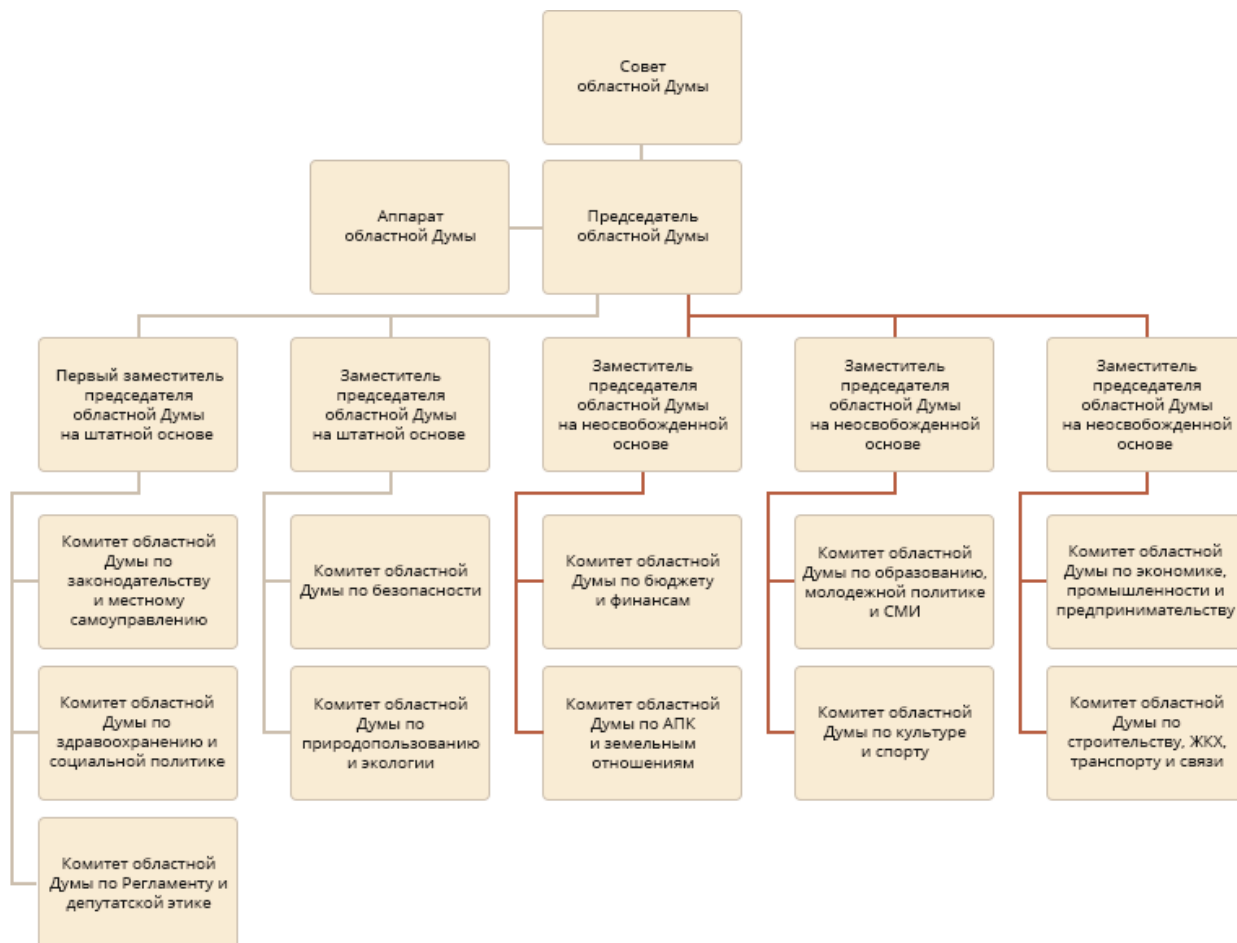 Совет
областной Думы
Аппарат
областной Думы
Председатель
областной Думы
Первый заместитель
председателя
областной Думы
на штатной основе
Заместитель
председателя
областной Думы
на штатной основе
Заместитель
председателя
областной Думы
на неосвобожденной
основе
Заместитель
председателя
областной Думы
на неосвобожденной
основе
Заместитель
председателя
областной Думы
на неосвобожденной
основе
Комитет областной
Думы по
законодательству
и местному
самоуправлению
Комитет областной
Думы по безопасности
Комитет областной
Думы по бюджету
и финансам
Комитет областной
Думы по образованию,
молодежной политике
и СМИ
Комитет областной
Думы по экономике,
промышленности и
предпринимательству
Комитет областной
Думы по
здравоохранению и
социальной политике
Комитет областной
Думы по
природопользованию
и экологии
Комитет областной
Думы по АПК
и земельным
отношениям
Комитет областной
Думы по культуре
и спорту
Комитет областной
Думы по
строительству, ЖКХ,
транспорту и связи
Комитет областной
Думы по Регламенту и
депутатской этике